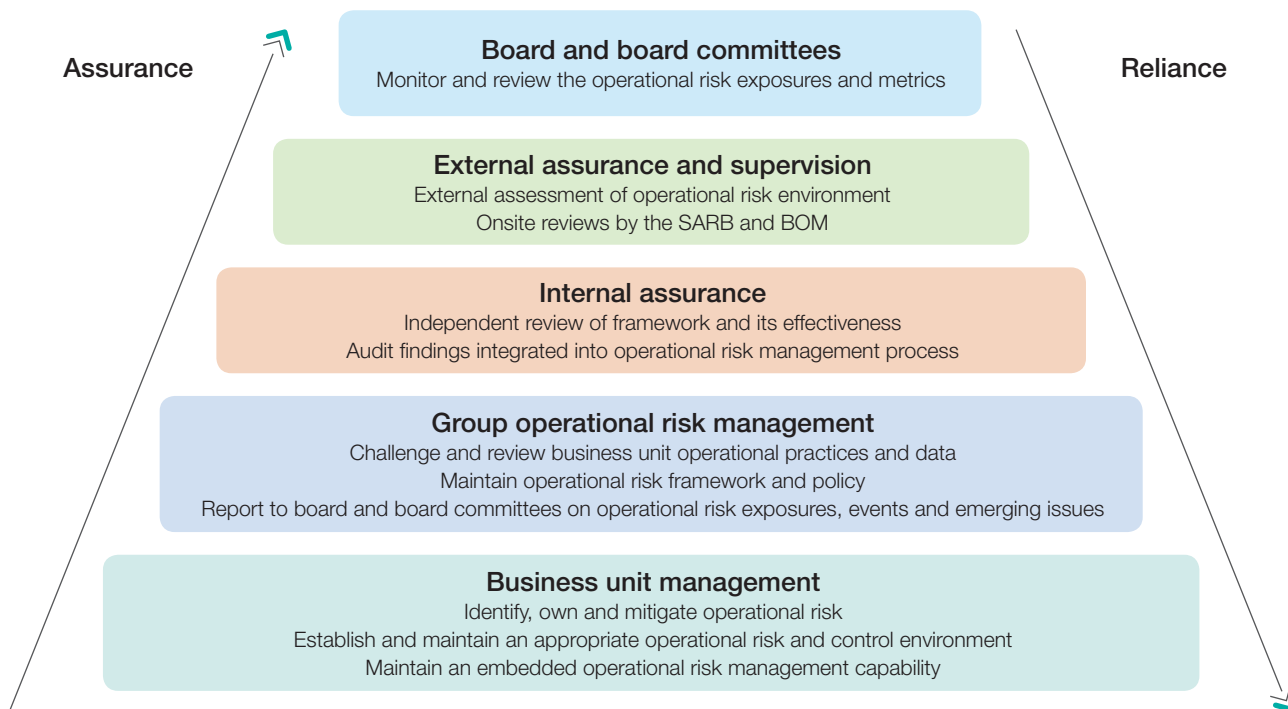 Assurance
Reliance
Board and board committees
Monitor and review the operational risk exposures and metrics
External assurance and supervision
External assessment of operational risk environment
Onsite reviews by the SARB and BOM
Internal assurance
Independent review of framework and its effectiveness
Audit findings integrated into operational risk management process
Group operational risk management
Challenge and review business unit operational practices and data
Maintain operational risk framework and policy
Report to board and board committees on operational risk exposures, events and emerging issues
Business unit management
Identify, own and mitigate operational risk
Establish and maintain an appropriate operational risk and control environment
Maintain an embedded operational risk management capability